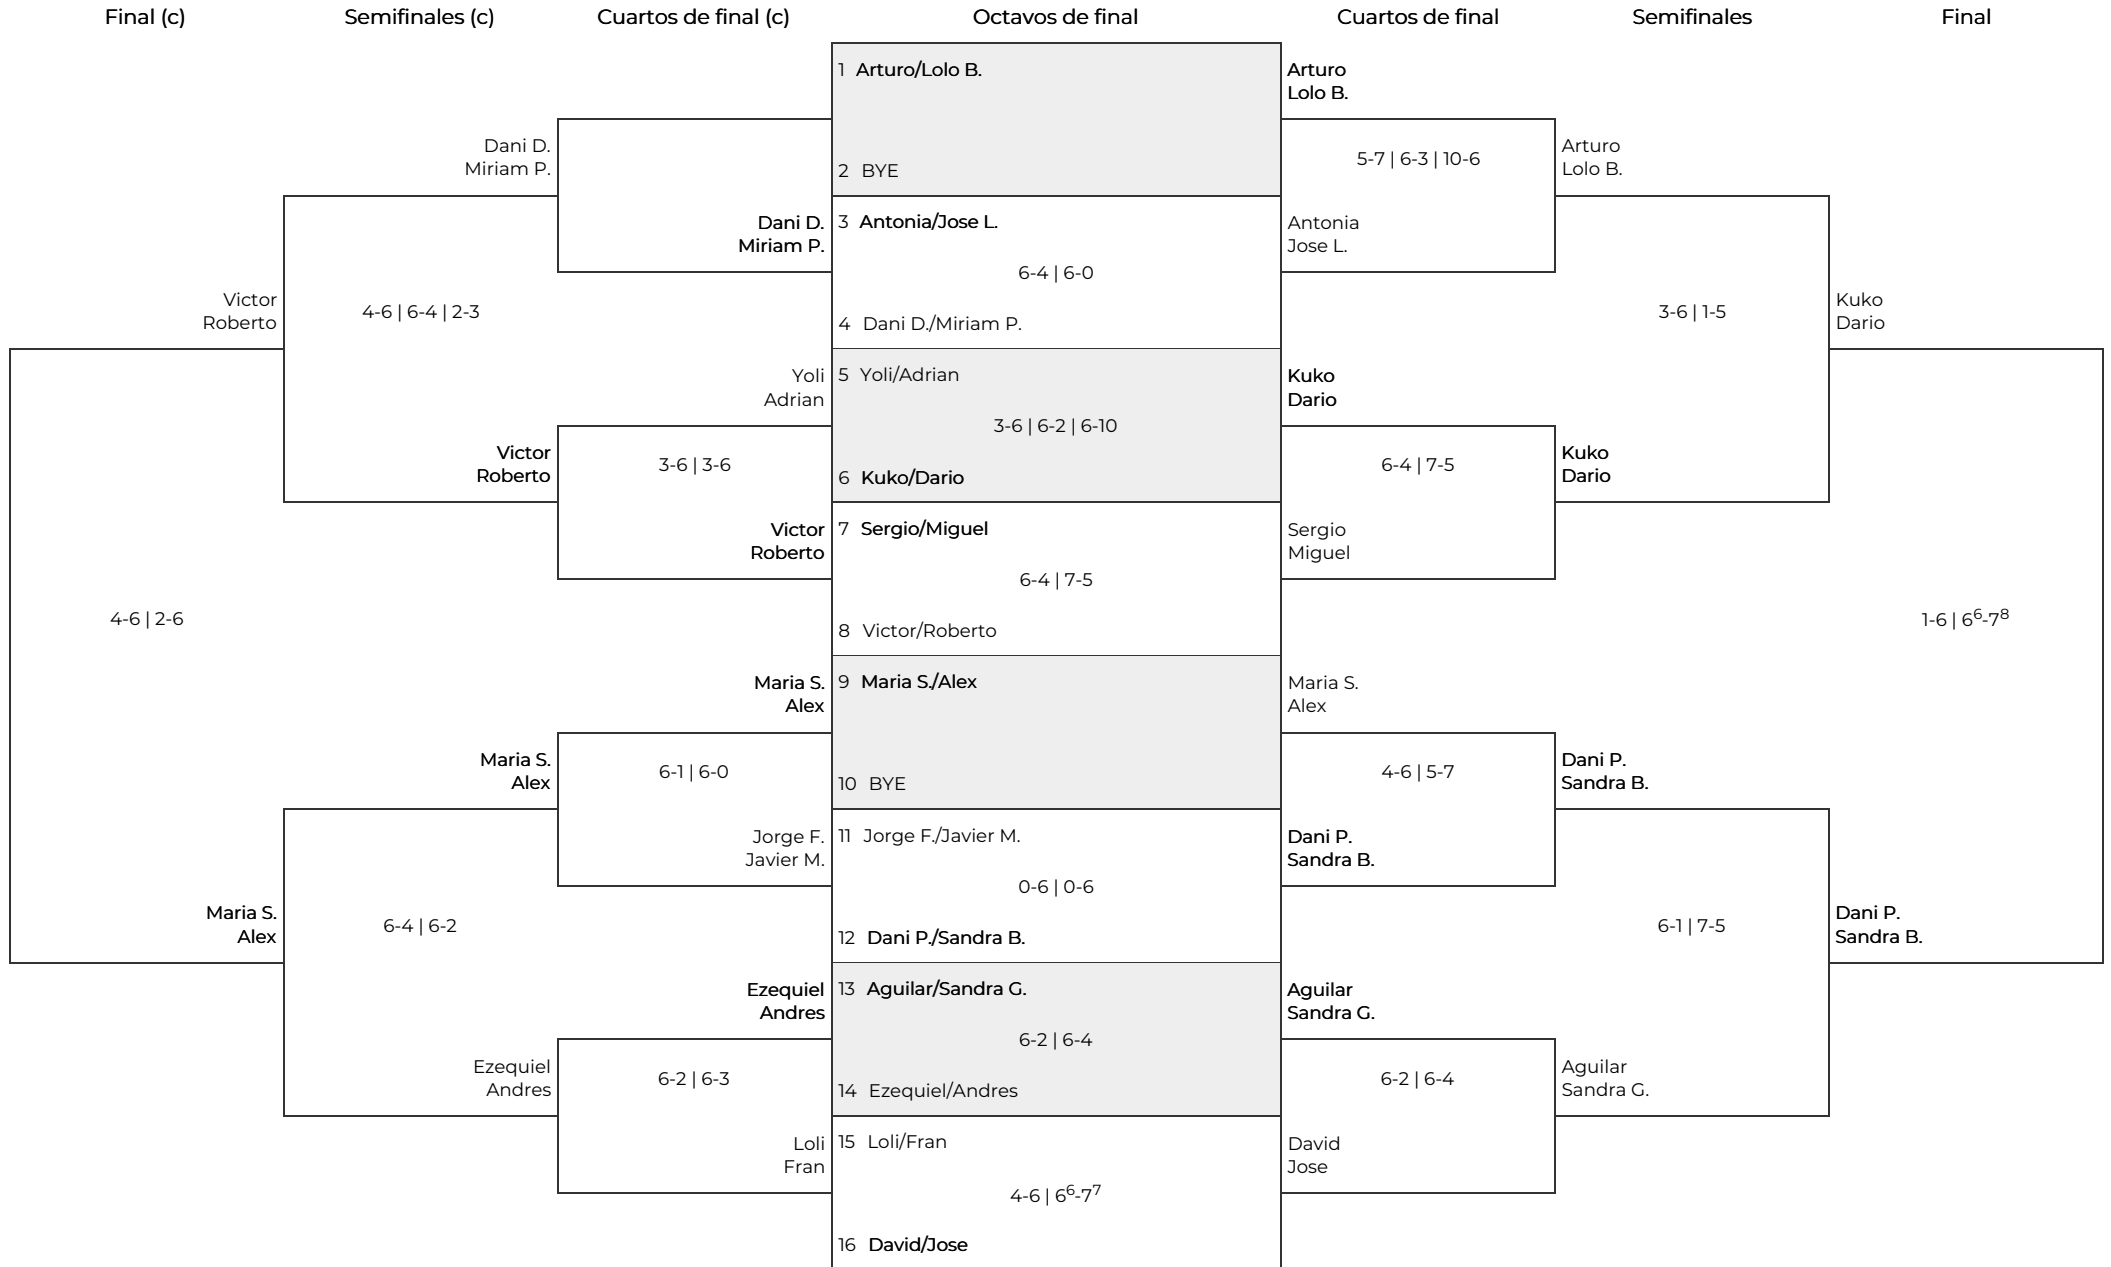 Final (c)
Semifinales (c)
Cuartos de final (c)
Octavos de final
Cuartos de final
Semifinales
Final
Victor
Roberto
4-6 | 2-6
Maria S.
Alex
Dani D.
Miriam P.
4-6 | 6-4 | 2-3
Victor
Roberto
Maria S.
Alex
6-4 | 6-2
Ezequiel
Andres
Dani D.
Miriam P.
Yoli
Adrian
3-6 | 3-6
Victor
Roberto
Maria S.
Alex
6-1 | 6-0
Jorge F.
Javier M.
Ezequiel
Andres
6-2 | 6-3
Loli
Fran
1 Arturo/Lolo B.
2 BYE
3 Antonia/Jose L.
6-4 | 6-0
4 Dani D./Miriam P.
5 Yoli/Adrian
3-6 | 6-2 | 6-10
6 Kuko/Dario
7 Sergio/Miguel
6-4 | 7-5
8 Victor/Roberto
9 Maria S./Alex
10 BYE
11 Jorge F./Javier M.
0-6 | 0-6
12 Dani P./Sandra B.
13 Aguilar/Sandra G.
6-2 | 6-4
14 Ezequiel/Andres
15 Loli/Fran
4-6 | 6⁶-7⁷
16 David/Jose
Arturo
Lolo B.
5-7 | 6-3 | 10-6
Antonia
Jose L.
Kuko
Dario
6-4 | 7-5
Sergio
Miguel
Maria S.
Alex
4-6 | 5-7
Dani P.
Sandra B.
Aguilar
Sandra G.
6-2 | 6-4
David
Jose
Arturo
Lolo B.
3-6 | 1-5
Kuko
Dario
Dani P.
Sandra B.
6-1 | 7-5
Aguilar
Sandra G.
Kuko
Dario
1-6 | 6⁶-7⁸
Dani P.
Sandra B.